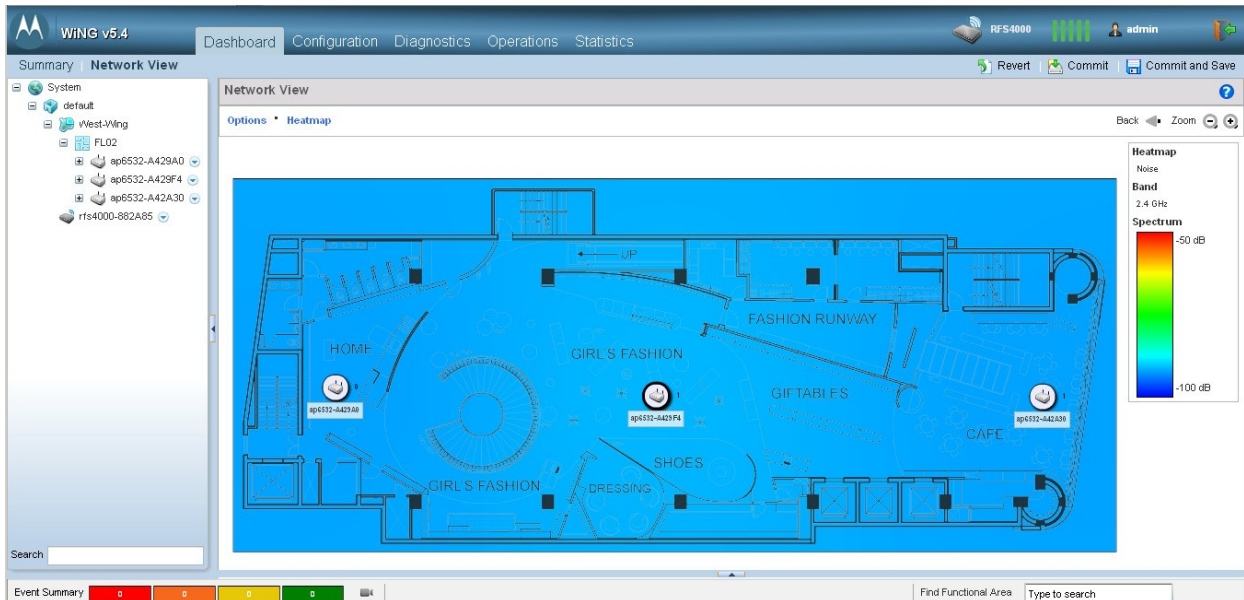 WiNG v5.4
Dashboard Configuration Diagnostics Operations Statistics
RFS4000
admin
Summary Network View
Revert Commit Commit and Save
System
default
West-Wing
FL02
ap6532-A429A0
ap6532-A429F4
ap6532-A42A30
rfs4000-882A85
Search
Network View
Options Heatmap
Back Zoom
Heatmap
Noise
Band
2.4 GHz
Spectrum
-50 dB
-100 dB
UP
FASHION RUNWAY
HOME
GIRL'S FASHION
GIFTABLES
0
ap6532-A429A0
1
ap6532-A429F4
1
ap6532-A42A30
CAFE
SHOES
GIRL'S FASHION
DRESSING
Event Summary 0 0 0 0
Find Functional Area Type to search